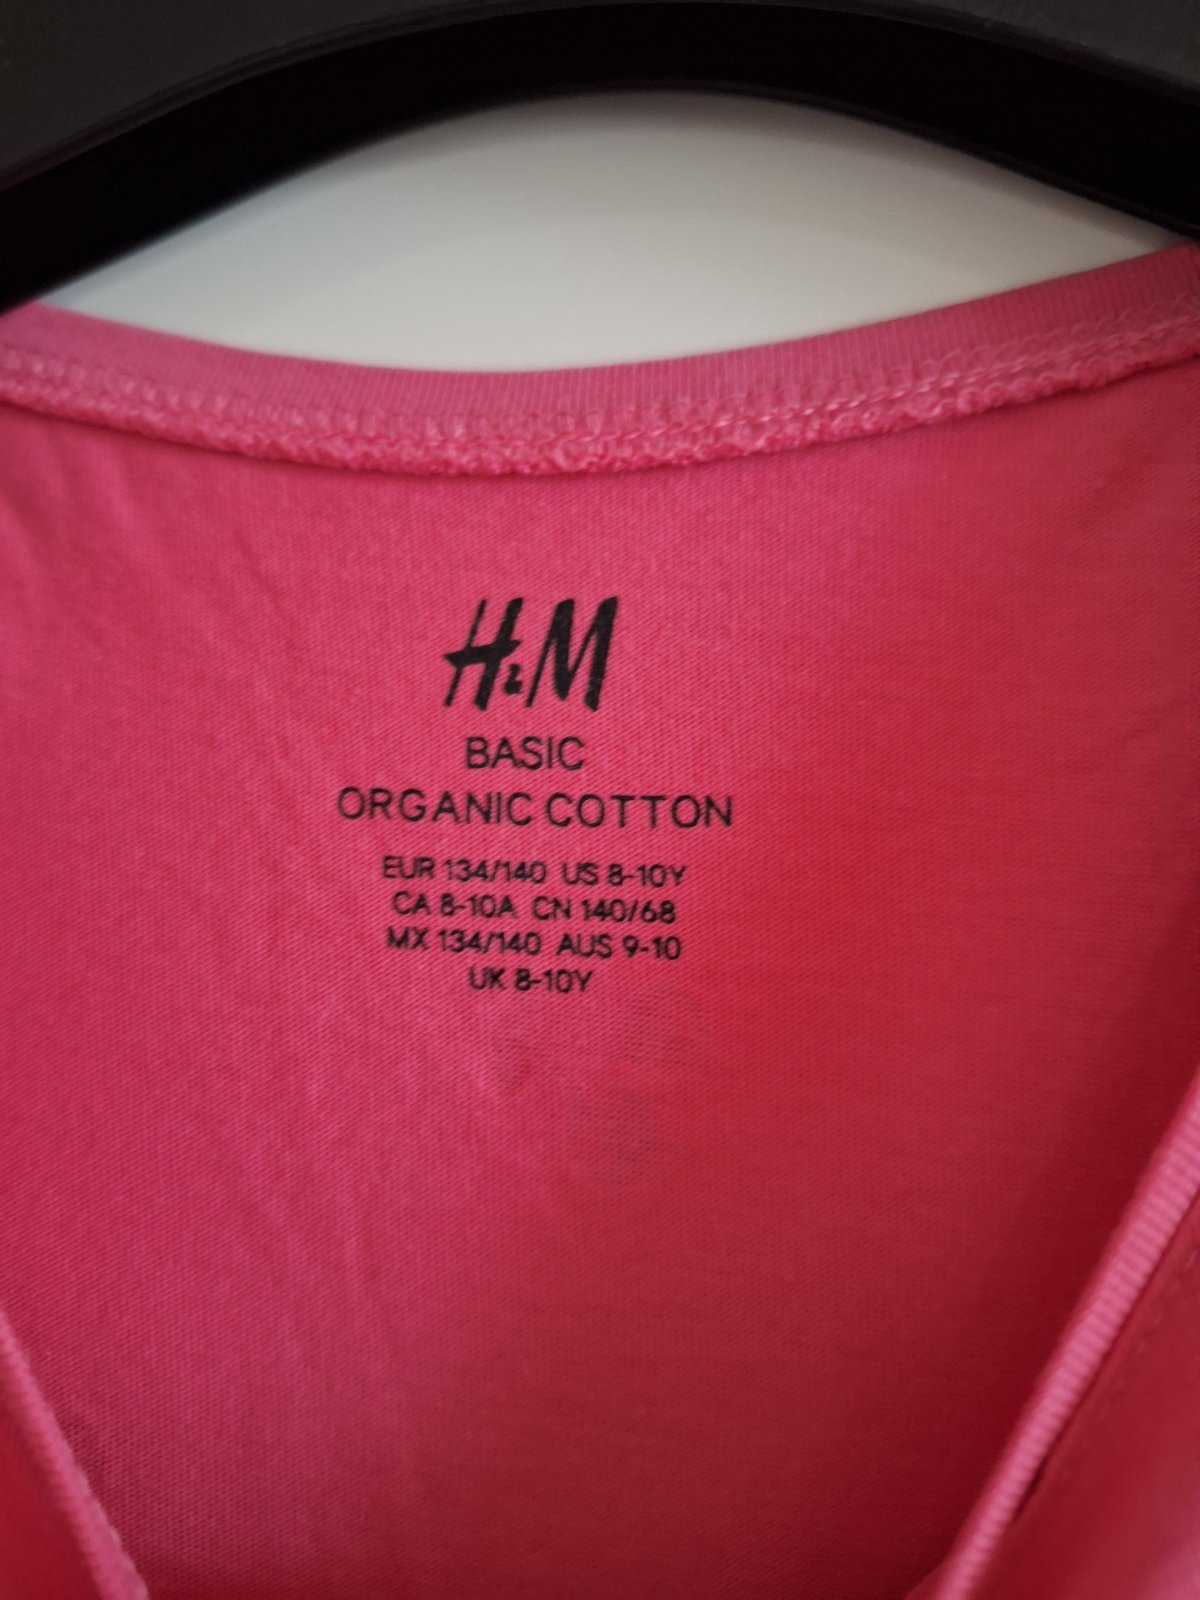 H&M
BASIC
ORGANIC COTTON
EUR 134/140 US 8-10Y
CA 8-10A CN 140/68
MX 134/140 AUS 9-10
UK 8-10Y